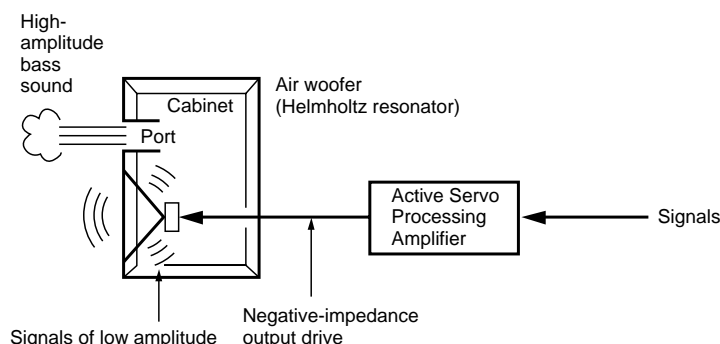 High-
amplitude
bass
sound
Cabinet
Port
Air woofer
(Helmholtz resonator)
Active Servo
Processing
Amplifier
Signals
Signals of low amplitude
Negative-impedance
output drive